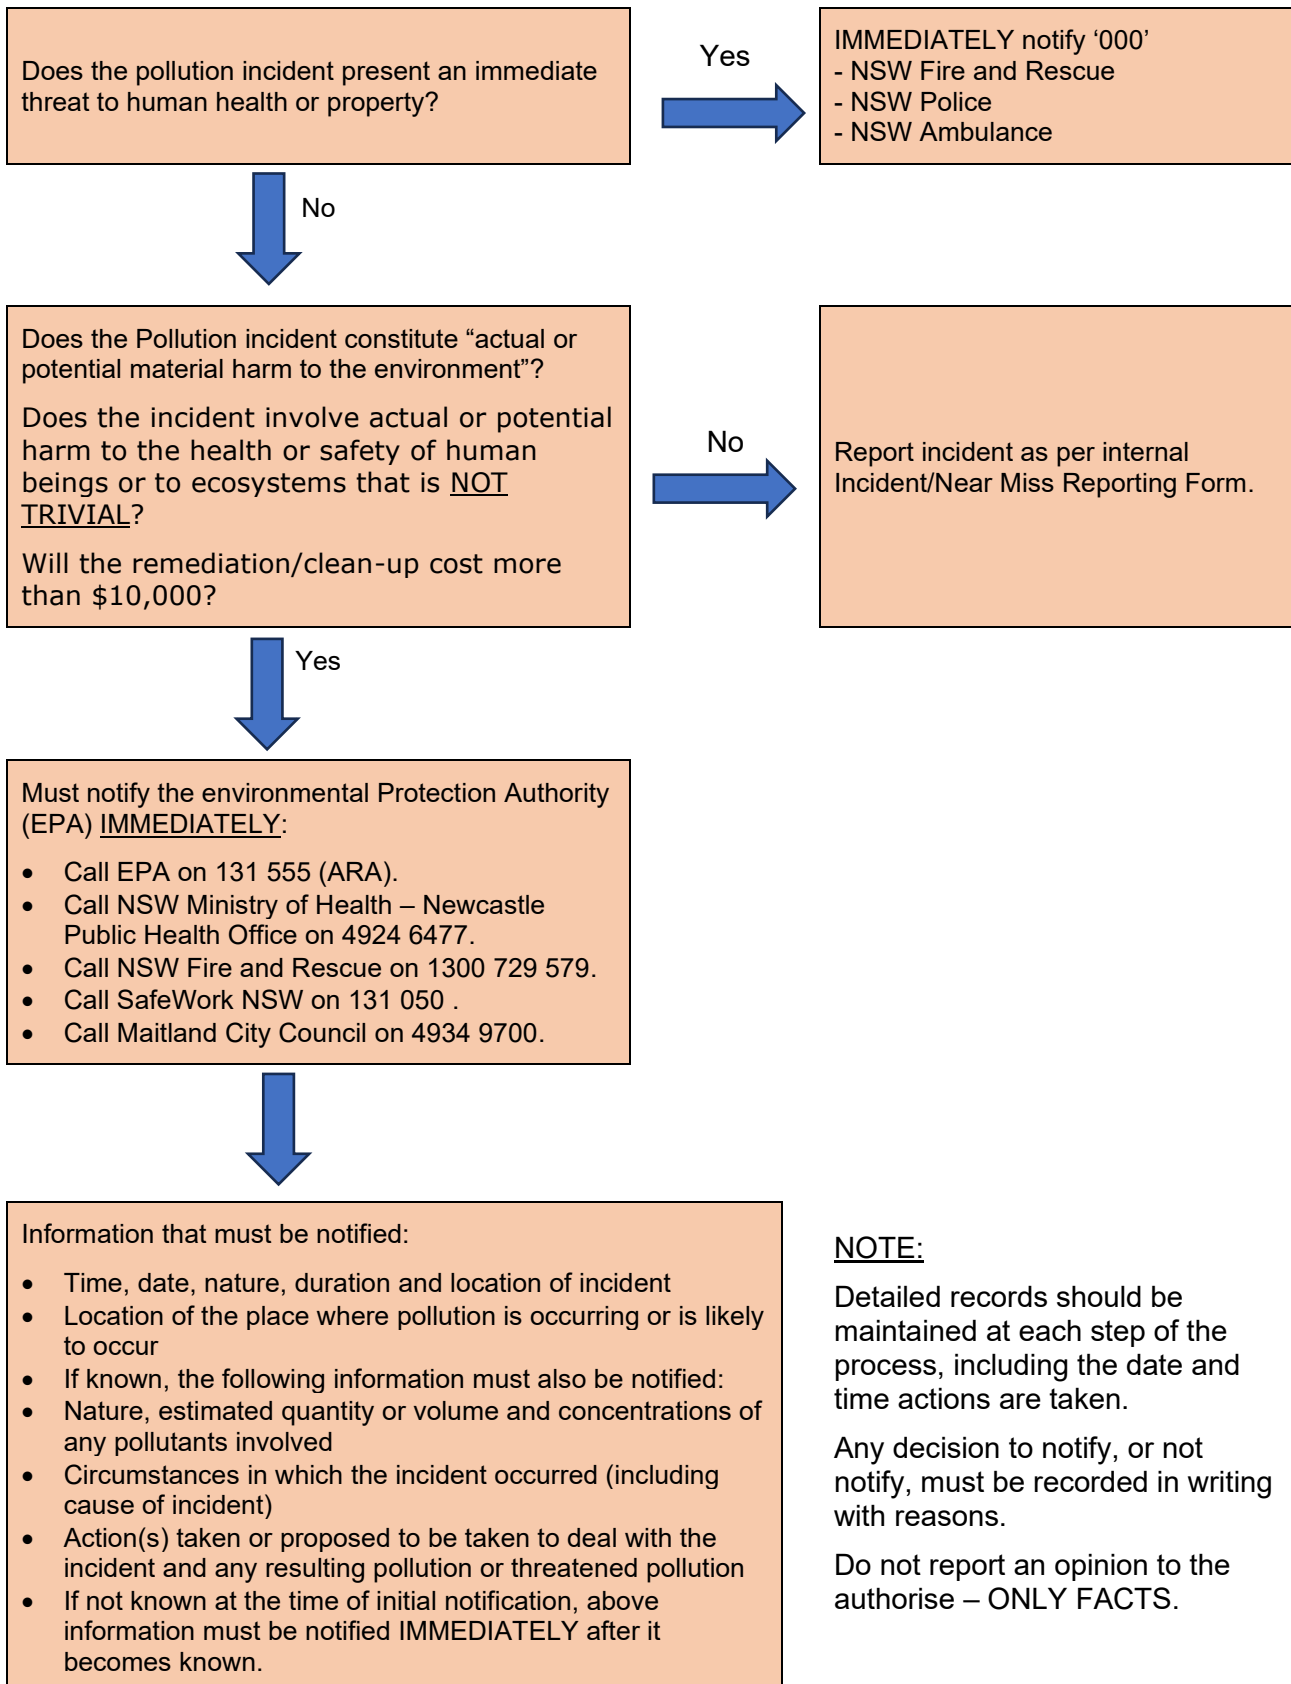 Does the pollution incident present an immediate
threat to human health or property?
Yes
IMMEDIATELY notify ‘000’
- NSW Fire and Rescue
- NSW Police
- NSW Ambulance
No
Does the Pollution incident constitute “actual or
potential material harm to the environment”?
Does the incident involve actual or potential
harm to the health or safety of human
beings or to ecosystems that is NOT
TRIVIAL?
Will the remediation/clean-up cost more
than $10,000?
No
Report incident as per internal
Incident/Near Miss Reporting Form.
Yes
Must notify the environmental Protection Authority
(EPA) IMMEDIATELY:
• Call EPA on 131 555 (ARA).
• Call NSW Ministry of Health – Newcastle
Public Health Office on 4924 6477.
• Call NSW Fire and Rescue on 1300 729 579.
• Call SafeWork NSW on 131 050 .
• Call Maitland City Council on 4934 9700.
Information that must be notified:
• Time, date, nature, duration and location of incident
• Location of the place where pollution is occurring or is likely
to occur
• If known, the following information must also be notified:
• Nature, estimated quantity or volume and concentrations of
any pollutants involved
• Circumstances in which the incident occurred (including
cause of incident)
• Action(s) taken or proposed to be taken to deal with the
incident and any resulting pollution or threatened pollution
• If not known at the time of initial notification, above
information must be notified IMMEDIATELY after it
becomes known.
NOTE:
Detailed records should be
maintained at each step of the
process, including the date and
time actions are taken.
Any decision to notify, or not
notify, must be recorded in writing
with reasons.
Do not report an opinion to the
authorise – ONLY FACTS.